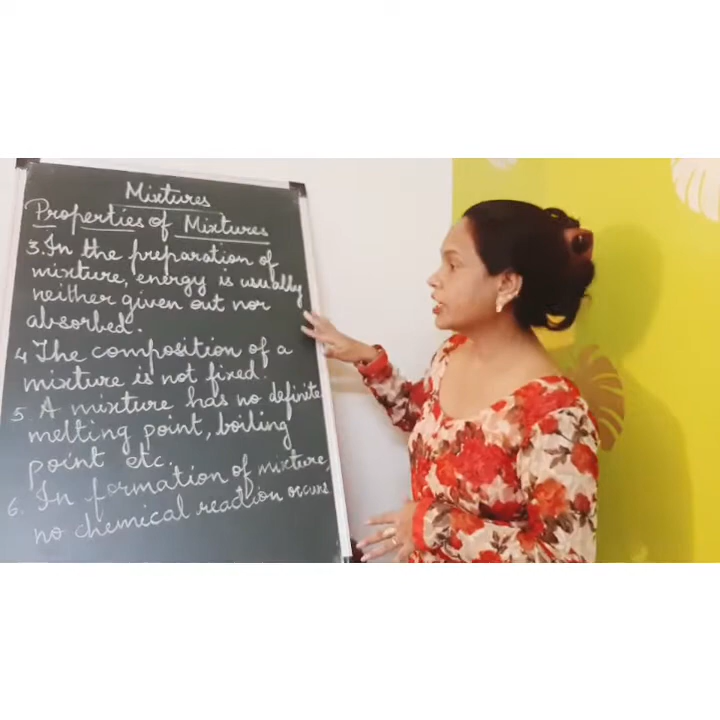 Mixtures
Properties of Mixtures
3. In the preparation of
mixture, energy is usually
neither given out nor
absorbed.
4 The composition of a
mixture is not fixed.
5 A mixture has no definite
melting point, boiling
point etc.
6. In formation of mixture,
no chemical reaction occurs.